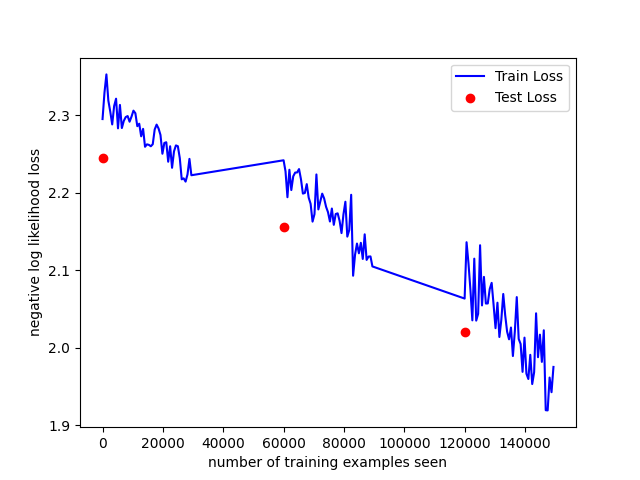 Train Loss
Test Loss
2.3
2.2
2.1
2.0
1.9
negative log likelihood loss
0 20000 40000 60000 80000 100000 120000 140000
number of training examples seen